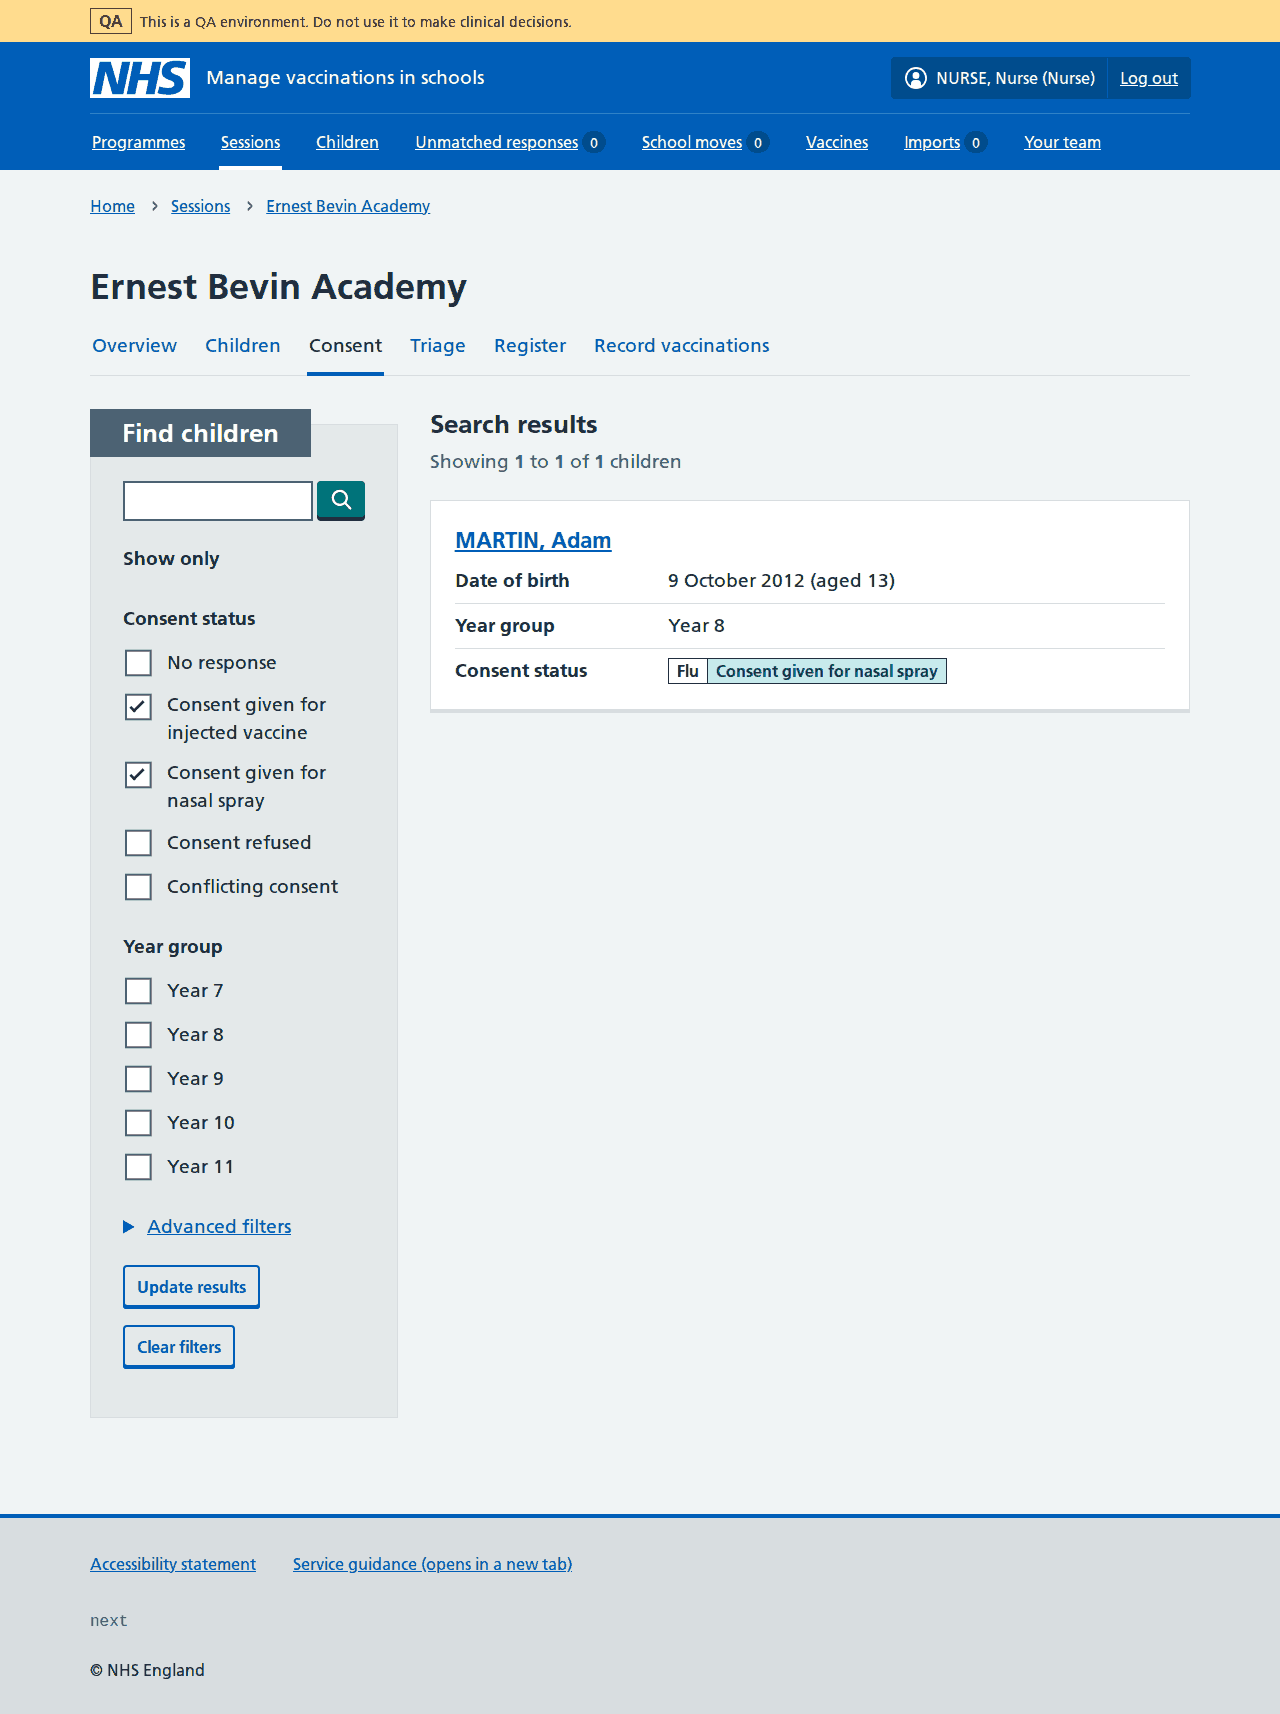 QA This is a QA environment. Do not use it to make clinical decisions.
NHS Manage vaccinations in schools NURSE, Nurse (Nurse) Log out
Programmes Sessions Children Unmatched responses 0 School moves 0 Vaccines Imports 0 Your team
Home Sessions Ernest Bevin Academy
Ernest Bevin Academy
Overview Children Consent Triage Register Record vaccinations
Find children
Show only
Consent status
No response
Consent given for
injected vaccine
Consent given for
nasal spray
Consent refused
Conflicting consent
Year group
Year 7
Year 8
Year 9
Year 10
Year 11
Advanced filters
Update results
Clear filters
Search results
Showing 1 to 1 of 1 children
MARTIN, Adam
Date of birth 9 October 2012 (aged 13)
Year group Year 8
Consent status Flu Consent given for nasal spray
Accessibility statement Service guidance (opens in a new tab)
next
© NHS England